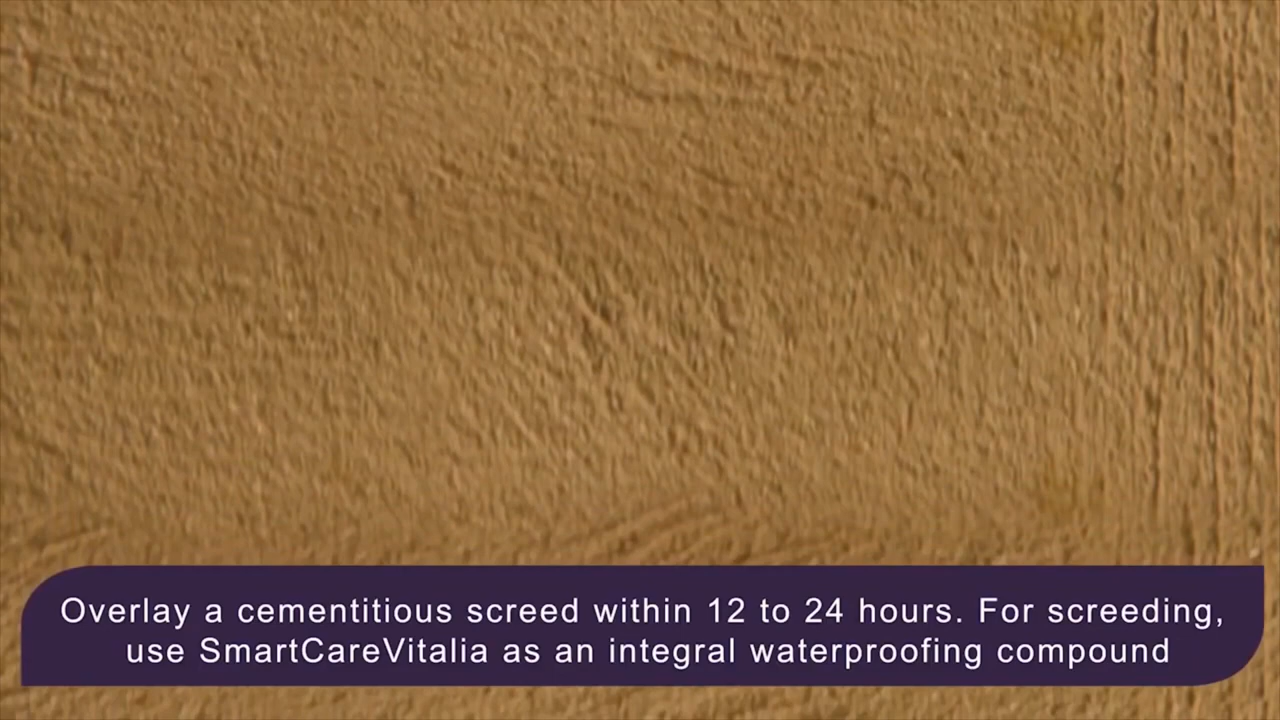 Overlay a cementitious screed within 12 to 24 hours. For screeding,
use SmartCareVitalia as an integral waterproofing compound